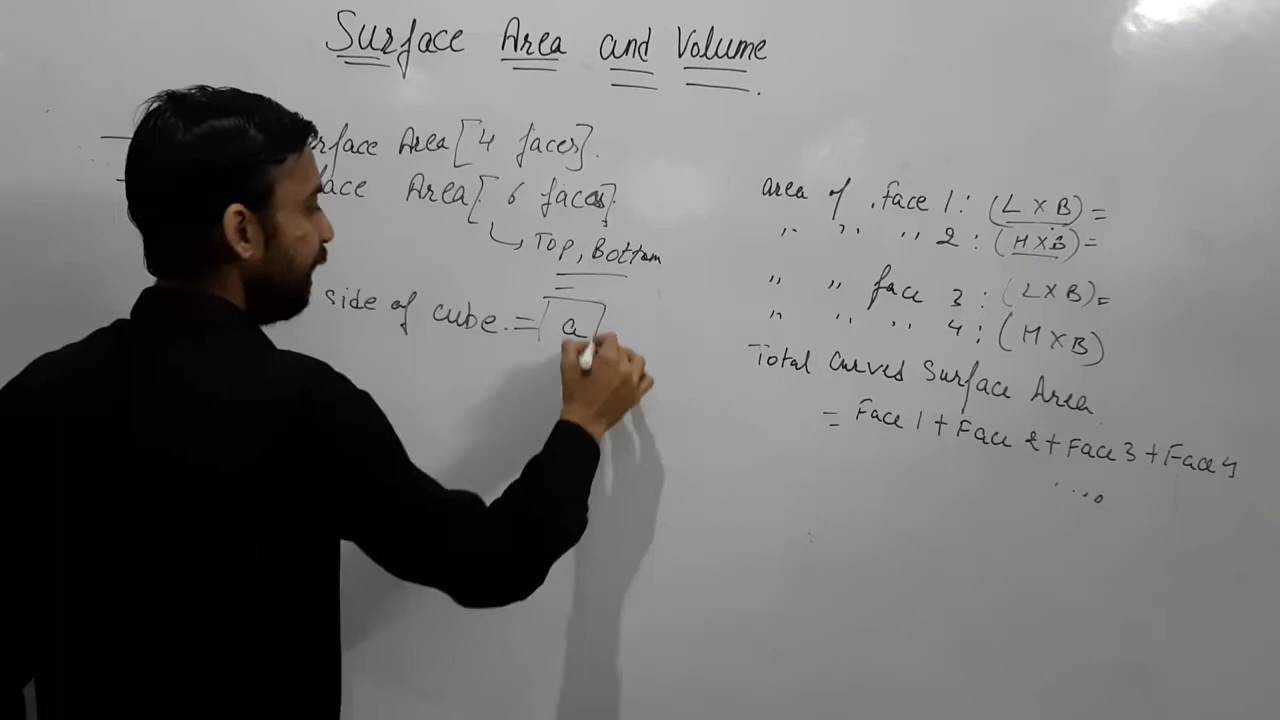 Surface Area and Volume.
rface Area [4 faces].
face Area [6 faces]
Top, Bottom
side of cube. = a
area of Face 1: (L X B) =
" " " 2 : (H X B) =
" " face 3 : (L X B) =
" " " 4 : (H X B)
Total Curved Surface Area
= Face 1 + Face 2 + Face 3 + Face 4
....